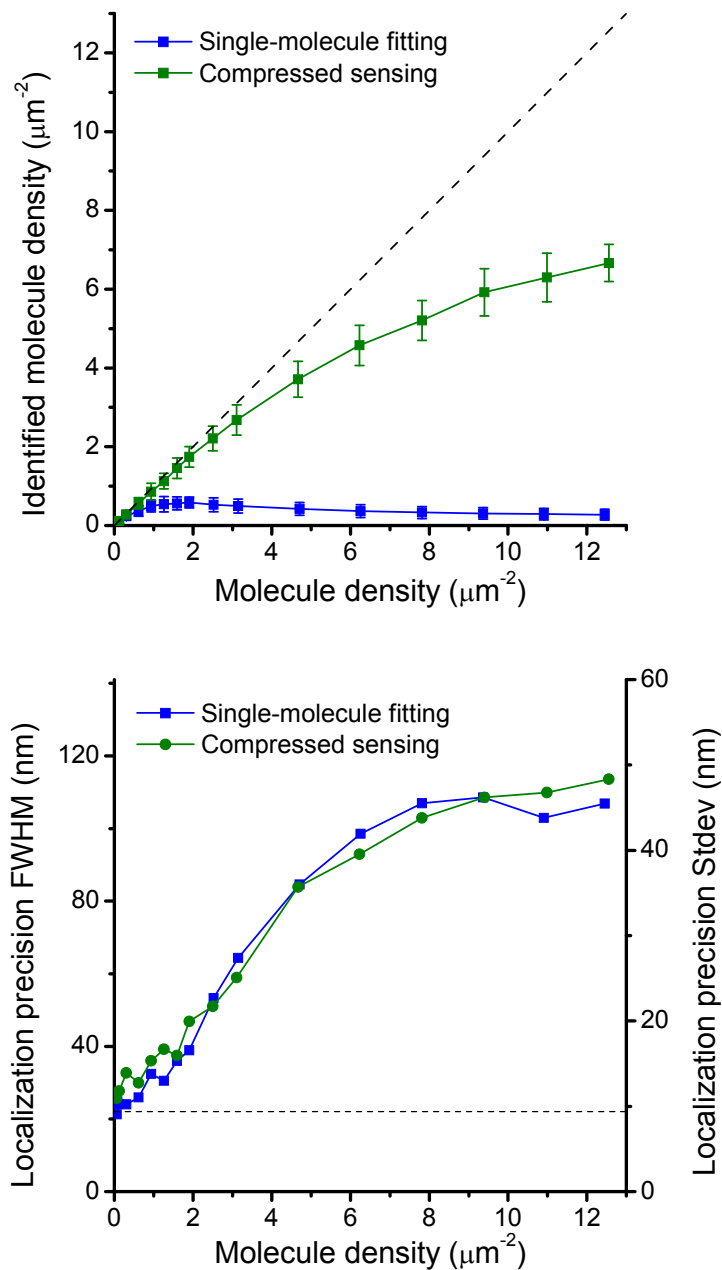 Single-molecule fitting
Compressed sensing
Identified molecule density (μm⁻²)
12
10
8
6
4
2
0
0 2 4 6 8 10 12
Molecule density (μm⁻²)
Single-molecule fitting
Compressed sensing
Localization precision FWHM (nm)
120
80
40
0
60
40
20
0
Localization precision Stdev (nm)
0 2 4 6 8 10 12
Molecule density (μm⁻²)